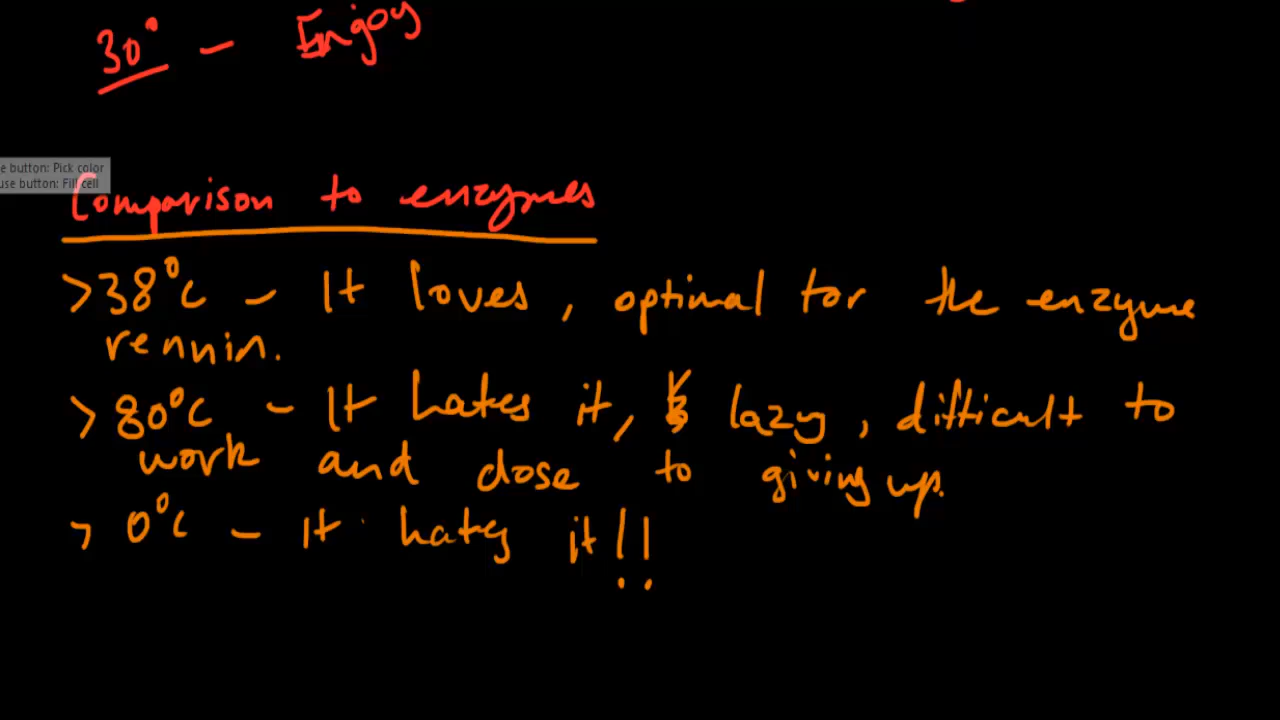 30° - Enjoy
e button: Pick color
use button: Fill cell
Comparison to enzymes
>38°C - It loves, optimal for the enzyme
rennin.
>80°C - It hates it, lazy, difficult to
work and close to giving up.
> 0°C - It hates it!!